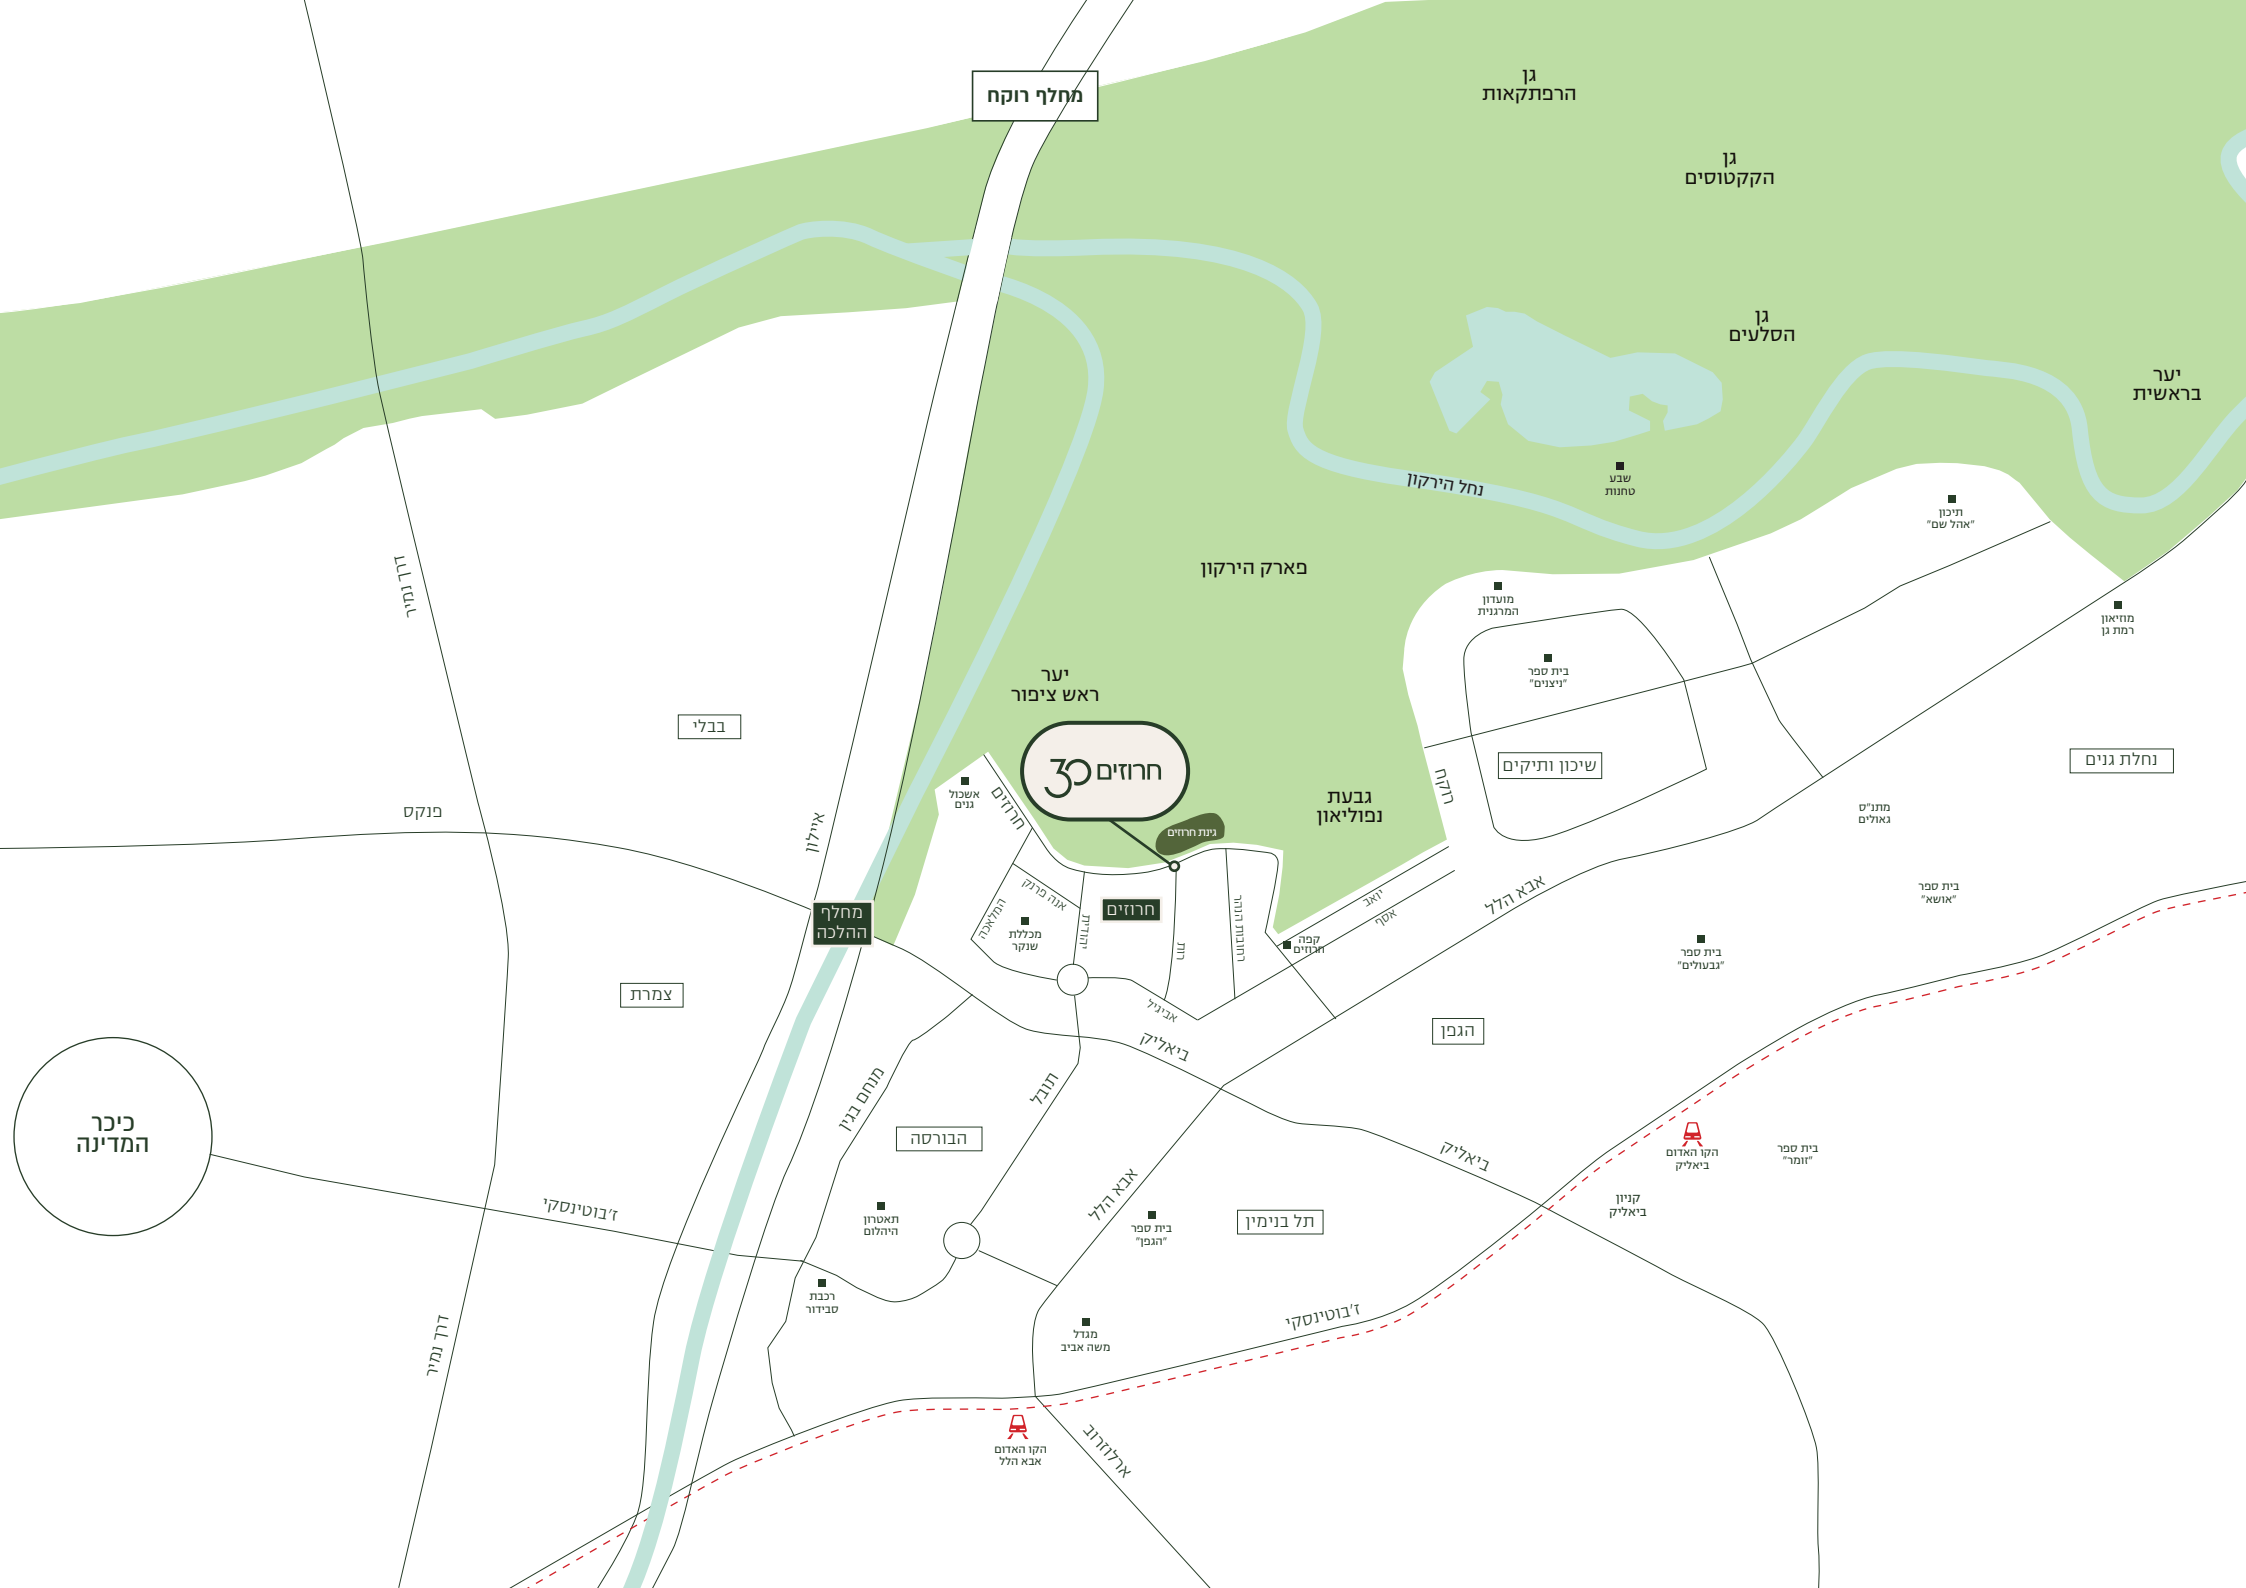 מחלף רוקח
גן
הרפתקאות
גן
הקקטוסים
גן
הסלעים
יער
בראשית
נחל הירקון
שבע
טחנות
תיכון
"אהל שם"
פארק הירקון
מועדון
המרגנית
מוזיאון
רמת גן
דרך נמיר
בית ספר
"ניצנים"
יער
ראש ציפור
בבלי
חרוזים 30
שיכון ותיקים
נחלת גנים
רוקח
אשכול
גנים
חרוזים
גבעת
נפוליאון
פנקס
איילון
גינת חרוזים
מתנ"ס
גאולים
אבא הלל
בית ספר
"אושא"
אנה פרנק
המלאכה
יהודית
חרוזים
רות
רחובות הנהר
יואב
אסף
מחלף
ההלכה
מכללת
שנקר
קפה
חרוזים
בית ספר
"גבעולים"
צמרת
אביגיל
הגפן
ביאליק
כיכר
המדינה
מנחם בגין
תובל
הבורסה
ביאליק
הקו האדום
ביאליק
בית ספר
"זומר"
קניון
ביאליק
ז'בוטינסקי
תאטרון
היהלום
אבא הלל
בית ספר
"הגפן"
תל בנימין
רכבת
סבידור
ז'בוטינסקי
מגדל
משה אביב
דרך נמיר
הקו האדום
אבא הלל
ארלוזרוב